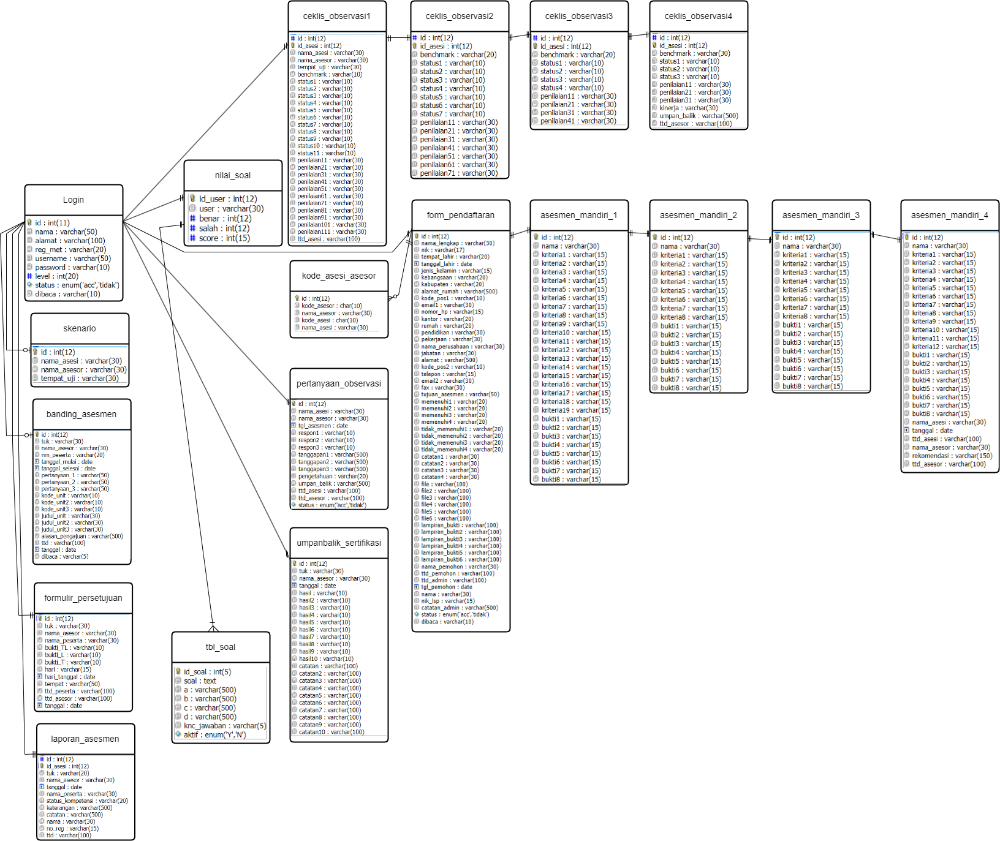 ceklis_observasi1
id : int(12)
id_asesi : int(12)
nama_asesi : varchar(30)
nama_asesor : varchar(30)
tempat_uji : varchar(30)
benchmark : varchar(10)
status1 : varchar(10)
status2 : varchar(10)
status3 : varchar(10)
status4 : varchar(10)
status5 : varchar(10)
status6 : varchar(10)
status7 : varchar(10)
status8 : varchar(10)
status9 : varchar(10)
status10 : varchar(10)
status11 : varchar(10)
penilaian11 : varchar(30)
penilaian21 : varchar(30)
penilaian31 : varchar(30)
penilaian41 : varchar(30)
penilaian51 : varchar(30)
penilaian61 : varchar(30)
penilaian71 : varchar(30)
penilaian81 : varchar(30)
penilaian91 : varchar(30)
penilaian101 : varchar(30)
penilaian111 : varchar(30)
ttd_asesi : varchar(100)
ceklis_observasi2
id : int(12)
id_asesi : int(12)
benchmark : varchar(20)
status1 : varchar(10)
status2 : varchar(10)
status3 : varchar(10)
status4 : varchar(10)
status5 : varchar(10)
status6 : varchar(10)
status7 : varchar(10)
penilaian11 : varchar(30)
penilaian21 : varchar(30)
penilaian31 : varchar(30)
penilaian41 : varchar(30)
penilaian51 : varchar(30)
penilaian61 : varchar(30)
penilaian71 : varchar(30)
ceklis_observasi3
id : int(12)
id_asesi : int(12)
benchmark : varchar(20)
status1 : varchar(10)
status2 : varchar(10)
status3 : varchar(10)
status4 : varchar(10)
penilaian11 : varchar(30)
penilaian21 : varchar(30)
penilaian31 : varchar(30)
penilaian41 : varchar(30)
ceklis_observasi4
id : int(12)
id_asesi : int(12)
benchmark : varchar(30)
status1 : varchar(10)
status2 : varchar(10)
status3 : varchar(10)
penilaian11 : varchar(30)
penilaian21 : varchar(30)
penilaian31 : varchar(30)
kinerja : varchar(30)
umpan_balik : varchar(500)
ttd_asesor : varchar(100)
nilai_soal
id_user : int(12)
user : varchar(30)
benar : int(12)
salah : int(12)
score : int(15)
Login
id : int(11)
nama : varchar(50)
alamat : varchar(100)
reg_met : varchar(20)
username : varchar(50)
password : varchar(10)
level : int(20)
status : enum('acc','tidak')
dibaca : varchar(10)
form_pendaftaran
id : int(12)
nama_lengkap : varchar(30)
nik : varchar(17)
tempat_lahir : varchar(20)
tanggal_lahir : date
jenis_kelamin : varchar(15)
kebangsaan : varchar(20)
kabupaten : varchar(20)
alamat_rumah : varchar(500)
kode_pos1 : varchar(10)
email1 : varchar(30)
nomor_hp : varchar(15)
kantor : varchar(20)
rumah : varchar(20)
pendidikan : varchar(30)
pekerjaan : varchar(30)
nama_perusahaan : varchar(30)
jabatan : varchar(30)
alamat : varchar(500)
kode_pos2 : varchar(10)
telepon : varchar(15)
email2 : varchar(30)
fax : varchar(30)
tujuan_asesmen : varchar(50)
memenuhi1 : varchar(20)
memenuhi2 : varchar(20)
memenuhi3 : varchar(20)
memenuhi4 : varchar(20)
tidak_memenuhi1 : varchar(20)
tidak_memenuhi2 : varchar(20)
tidak_memenuhi3 : varchar(20)
tidak_memenuhi4 : varchar(20)
catatan1 : varchar(30)
catatan2 : varchar(30)
catatan3 : varchar(30)
catatan4 : varchar(30)
file : varchar(100)
file2 : varchar(100)
file3 : varchar(100)
file4 : varchar(100)
file5 : varchar(100)
file6 : varchar(100)
lampiran_bukti : varchar(100)
lampiran_bukti2 : varchar(100)
lampiran_bukti3 : varchar(100)
lampiran_bukti4 : varchar(100)
lampiran_bukti5 : varchar(100)
lampiran_bukti6 : varchar(100)
nama_pemohon : varchar(30)
ttd_pemohon : varchar(100)
ttd_admin : varchar(100)
tgl_pemohon : date
nama : varchar(30)
nik_lsp : varchar(15)
catatan_admin : varchar(500)
status : enum('acc','tidak')
dibaca : varchar(10)
asesmen_mandiri_1
id : int(12)
nama : varchar(30)
kriteria1 : varchar(15)
kriteria2 : varchar(15)
kriteria3 : varchar(15)
kriteria4 : varchar(15)
kriteria5 : varchar(15)
kriteria6 : varchar(15)
kriteria7 : varchar(15)
kriteria8 : varchar(15)
kriteria9 : varchar(15)
kriteria10 : varchar(15)
kriteria11 : varchar(15)
kriteria12 : varchar(15)
kriteria13 : varchar(15)
kriteria14 : varchar(15)
kriteria15 : varchar(15)
kriteria16 : varchar(15)
kriteria17 : varchar(15)
kriteria18 : varchar(15)
kriteria19 : varchar(15)
bukti1 : varchar(15)
bukti2 : varchar(15)
bukti3 : varchar(15)
bukti4 : varchar(15)
bukti5 : varchar(15)
bukti6 : varchar(15)
bukti7 : varchar(15)
bukti8 : varchar(15)
asesmen_mandiri_2
id : int(12)
nama : varchar(30)
kriteria1 : varchar(15)
kriteria2 : varchar(15)
kriteria3 : varchar(15)
kriteria4 : varchar(15)
kriteria5 : varchar(15)
kriteria6 : varchar(15)
kriteria7 : varchar(15)
kriteria8 : varchar(15)
bukti1 : varchar(15)
bukti2 : varchar(15)
bukti3 : varchar(15)
bukti4 : varchar(15)
bukti5 : varchar(15)
bukti6 : varchar(15)
bukti7 : varchar(15)
bukti8 : varchar(15)
asesmen_mandiri_3
id : int(12)
nama : varchar(30)
kriteria1 : varchar(15)
kriteria2 : varchar(15)
kriteria3 : varchar(15)
kriteria4 : varchar(15)
kriteria5 : varchar(15)
kriteria6 : varchar(15)
kriteria7 : varchar(15)
kriteria8 : varchar(15)
bukti1 : varchar(15)
bukti2 : varchar(15)
bukti3 : varchar(15)
bukti4 : varchar(15)
bukti5 : varchar(15)
bukti6 : varchar(15)
bukti7 : varchar(15)
bukti8 : varchar(15)
asesmen_mandiri_4
id : int(12)
nama : varchar(30)
kriteria1 : varchar(15)
kriteria2 : varchar(15)
kriteria3 : varchar(15)
kriteria4 : varchar(15)
kriteria5 : varchar(15)
kriteria6 : varchar(15)
kriteria7 : varchar(15)
kriteria8 : varchar(15)
kriteria9 : varchar(15)
kriteria10 : varchar(15)
kriteria11 : varchar(15)
kriteria12 : varchar(15)
bukti1 : varchar(15)
bukti2 : varchar(15)
bukti3 : varchar(15)
bukti4 : varchar(15)
bukti5 : varchar(15)
bukti6 : varchar(15)
bukti7 : varchar(15)
bukti8 : varchar(15)
nama_asesi : varchar(30)
tanggal : date
ttd_asesi : varchar(100)
nama_asesor : varchar(30)
rekomendasi : varchar(150)
ttd_asesor : varchar(100)
kode_asesi_asesor
id : int(12)
kode_asesor : char(10)
nama_asesor : varchar(30)
kode_asesi : char(10)
nama_asesi : varchar(30)
skenario
id : int(12)
nama_asesi : varchar(30)
nama_asesor : varchar(30)
tempat_uji : varchar(30)
pertanyaan_observasi
id : int(12)
nama_asesi : varchar(30)
nama_asesor : varchar(30)
tgl_asesmen : date
respon1 : varchar(10)
respon2 : varchar(10)
respon3 : varchar(10)
tanggapan1 : varchar(500)
tanggapan2 : varchar(500)
tanggapan3 : varchar(500)
pengetahuan : varchar(20)
umpan_balik : varchar(500)
ttd_asesi : varchar(100)
ttd_asesor : varchar(100)
status : enum('acc','tidak')
banding_asesmen
id : int(12)
tuk : varchar(30)
nama_asesor : varchar(30)
nm_peserta : varchar(20)
tanggal_mulai : date
tanggal_selesai : date
pertanyaan_1 : varchar(50)
pertanyaan_2 : varchar(50)
pertanyaan_3 : varchar(50)
kode_unit : varchar(10)
kode_unit2 : varchar(10)
kode_unit3 : varchar(10)
judul_unit : varchar(30)
judul_unit2 : varchar(30)
judul_unit3 : varchar(30)
alasan_pengajuan : varchar(500)
ttd : varchar(100)
tanggal : date
dibaca : varchar(5)
umpanbalik_sertifikasi
id : int(12)
tuk : varchar(30)
nama_asesor : varchar(30)
tanggal : date
hasil : varchar(10)
hasil2 : varchar(10)
hasil3 : varchar(10)
hasil4 : varchar(10)
hasil5 : varchar(10)
hasil6 : varchar(10)
hasil7 : varchar(10)
hasil8 : varchar(10)
hasil9 : varchar(10)
hasil10 : varchar(10)
catatan : varchar(100)
catatan2 : varchar(100)
catatan3 : varchar(100)
catatan4 : varchar(100)
catatan5 : varchar(100)
catatan6 : varchar(100)
catatan7 : varchar(100)
catatan8 : varchar(100)
catatan9 : varchar(100)
catatan10 : varchar(100)
formulir_persetujuan
id : int(12)
tuk : varchar(30)
nama_asesor : varchar(30)
nama_peserta : varchar(30)
bukti_TL : varchar(10)
bukti_L : varchar(10)
bukti_T : varchar(10)
hari : varchar(15)
hari_tanggal : date
tempat : varchar(50)
ttd_peserta : varchar(100)
ttd_asesor : varchar(100)
tanggal : date
tbl_soal
id_soal : int(5)
soal : text
a : varchar(500)
b : varchar(500)
c : varchar(500)
d : varchar(500)
knc_jawaban : varchar(5)
aktif : enum('Y','N')
laporan_asesmen
id : int(12)
id_asesi : int(12)
tuk : varchar(20)
nama_asesor : varchar(30)
tanggal : date
nama_peserta : varchar(30)
status_kompetensi : varchar(20)
keterangan : varchar(500)
catatan : varchar(500)
nama : varchar(30)
no_reg : varchar(15)
ttd : varchar(100)